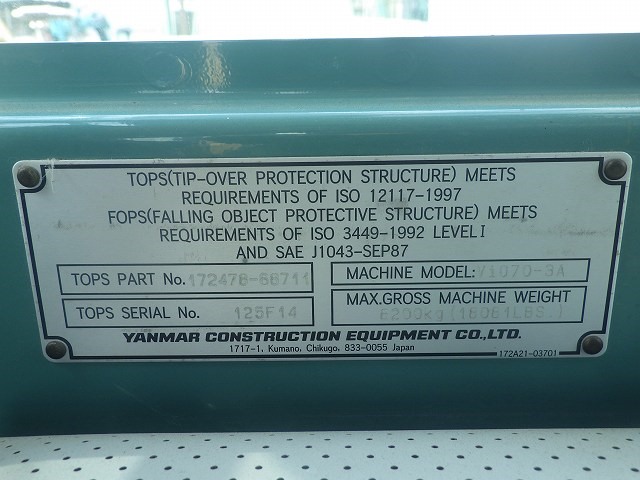 TOPS(TIP-OVER PROTECTION STRUCTURE) MEETS
REQUIREMENTS OF ISO 12117-1997
FOPS(FALLING OBJECT PROTECTIVE STRUCTURE) MEETS
REQUIREMENTS OF ISO 3449-1992 LEVEL I
AND SAE J1043-SEP87
TOPS PART No.
MACHINE MODEL: V1070-3A
TOPS SERIAL No. 125F14
MAX.GROSS MACHINE WEIGHT
YANMAR CONSTRUCTION EQUIPMENT CO.,LTD.
1717-1, Kumano, Chikugo, 833-0055 Japan
172A21-03701